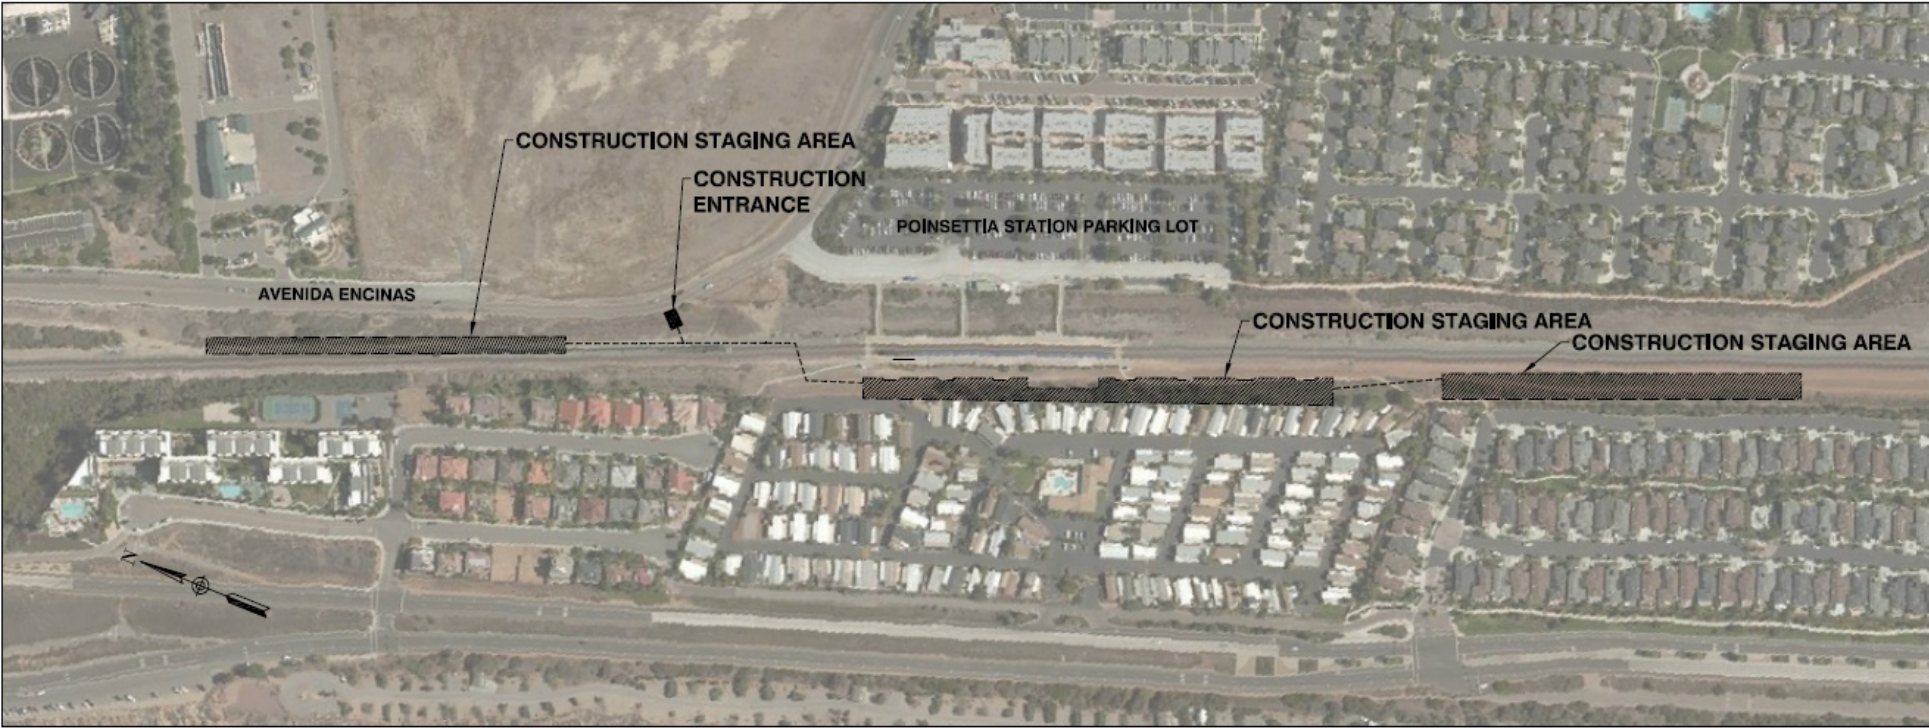 CONSTRUCTION STAGING AREA
CONSTRUCTION
ENTRANCE
POINSETTIA STATION PARKING LOT
AVENIDA ENCINAS
CONSTRUCTION STAGING AREA
CONSTRUCTION STAGING AREA
N